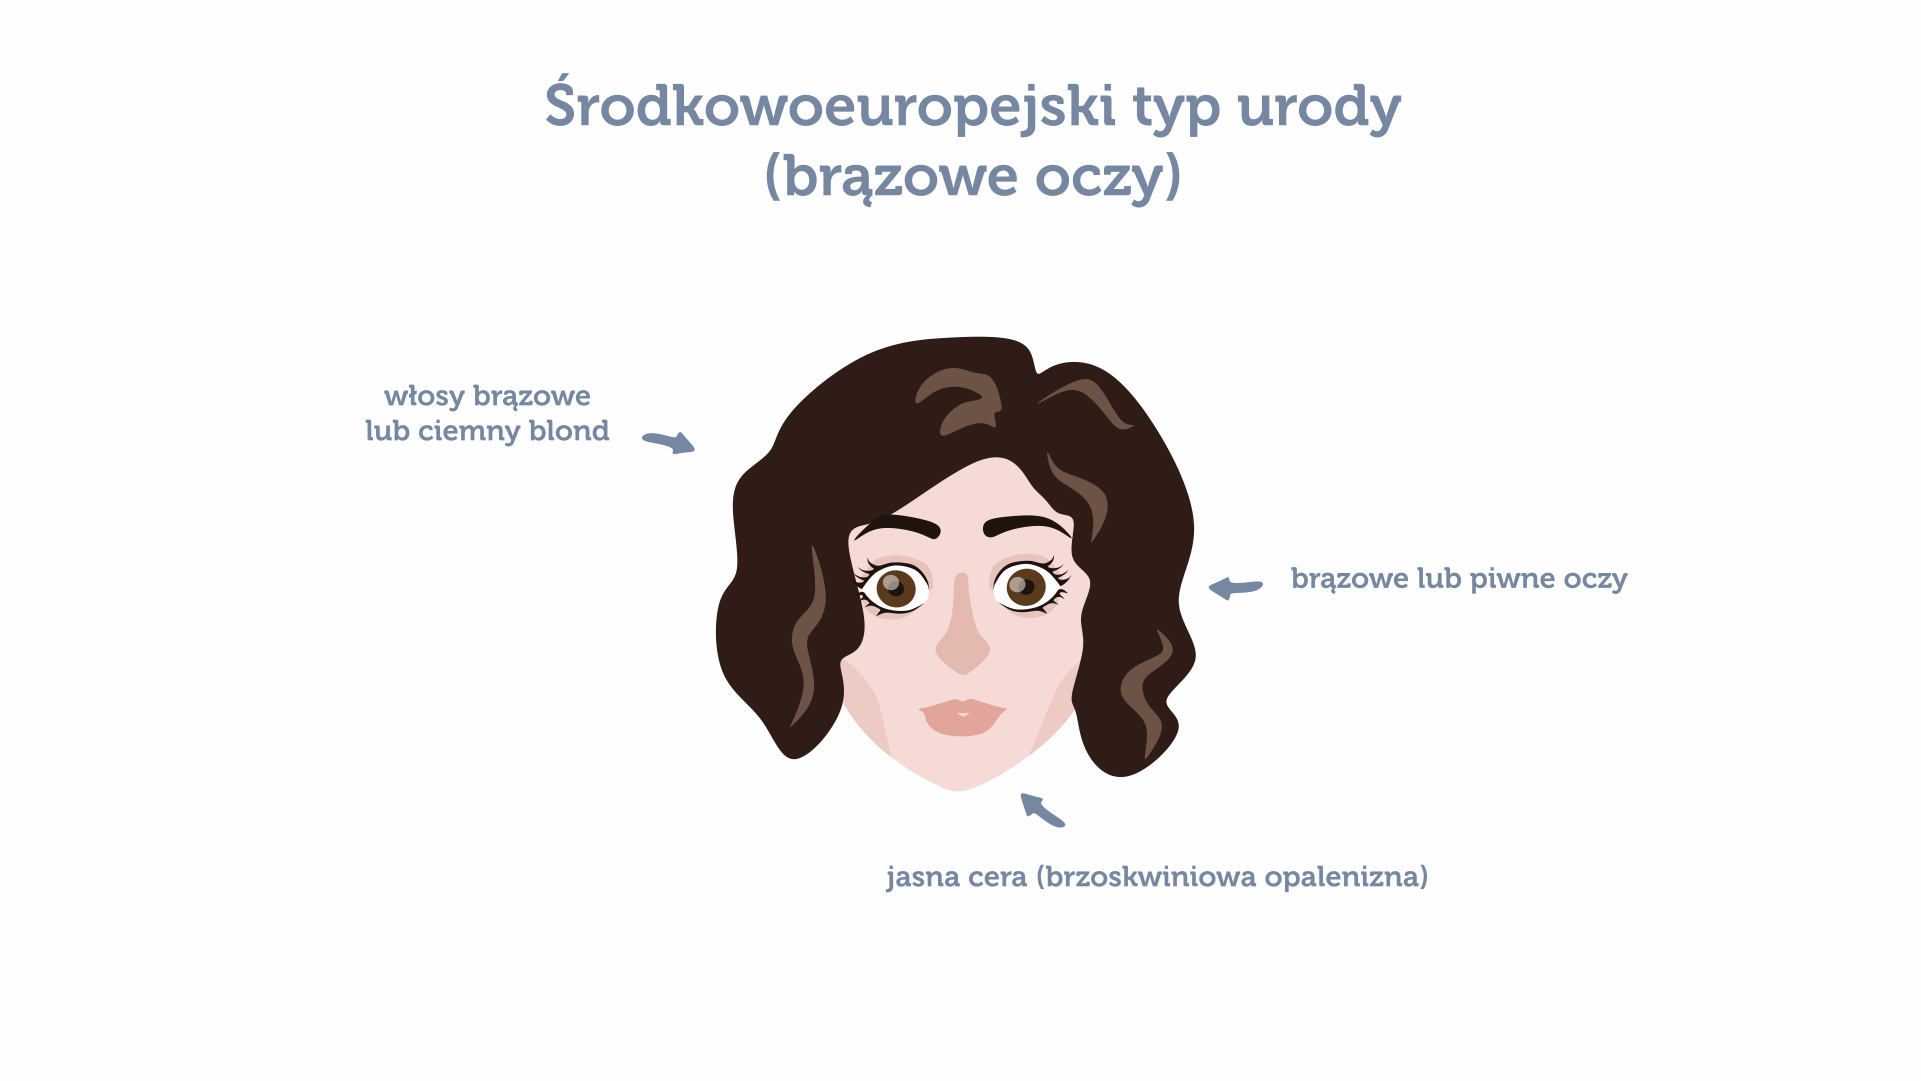 Środkowoeuropejski typ urody
(brązowe oczy)
włosy brązowe
lub ciemny blond
brązowe lub piwne oczy
jasna cera (brzoskwiniowa opalenizna)